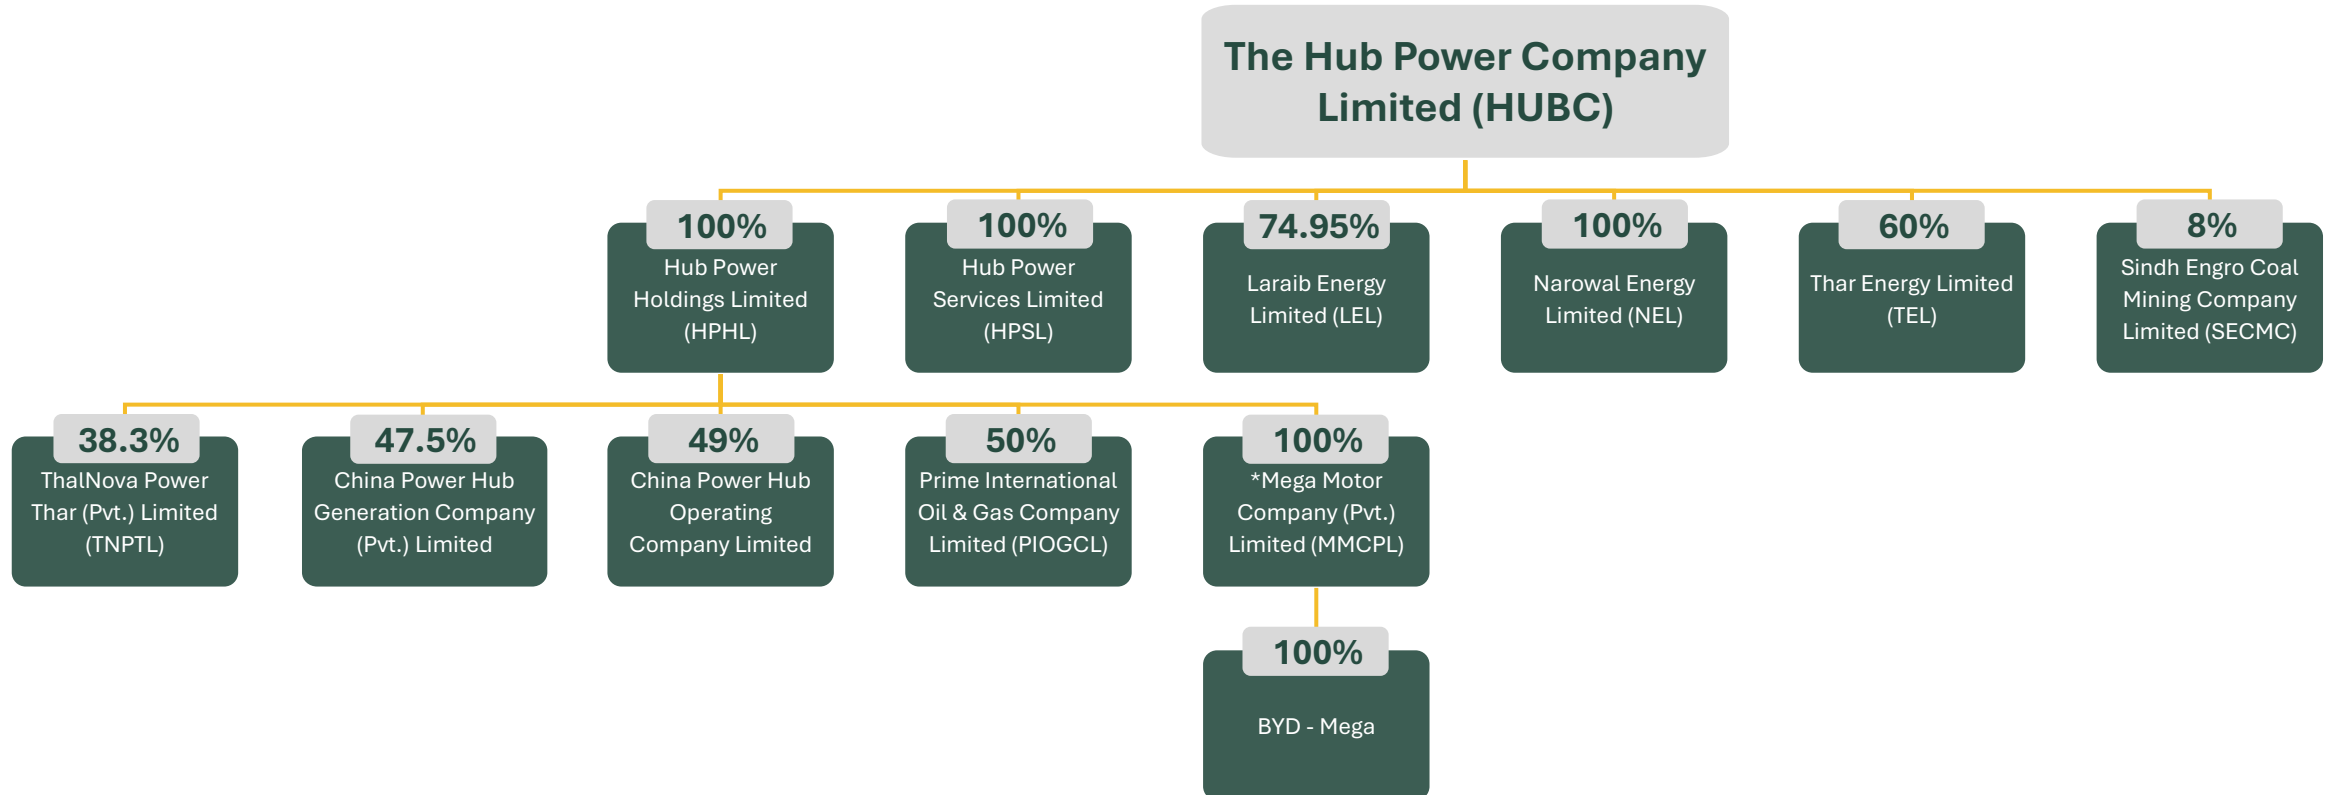 The Hub Power Company
Limited (HUBC)
100%
Hub Power
Holdings Limited
(HPHL)
100%
Hub Power
Services Limited
(HPSL)
74.95%
Laraib Energy
Limited (LEL)
100%
Narowal Energy
Limited (NEL)
60%
Thar Energy Limited
(TEL)
8%
Sindh Engro Coal
Mining Company
Limited (SECMC)
38.3%
ThalNova Power
Thar (Pvt.) Limited
(TNPTL)
47.5%
China Power Hub
Generation Company
(Pvt.) Limited
49%
China Power Hub
Operating
Company Limited
50%
Prime International
Oil & Gas Company
Limited (PIOGCL)
100%
*Mega Motor
Company (Pvt.)
Limited (MMCPL)
100%
BYD - Mega